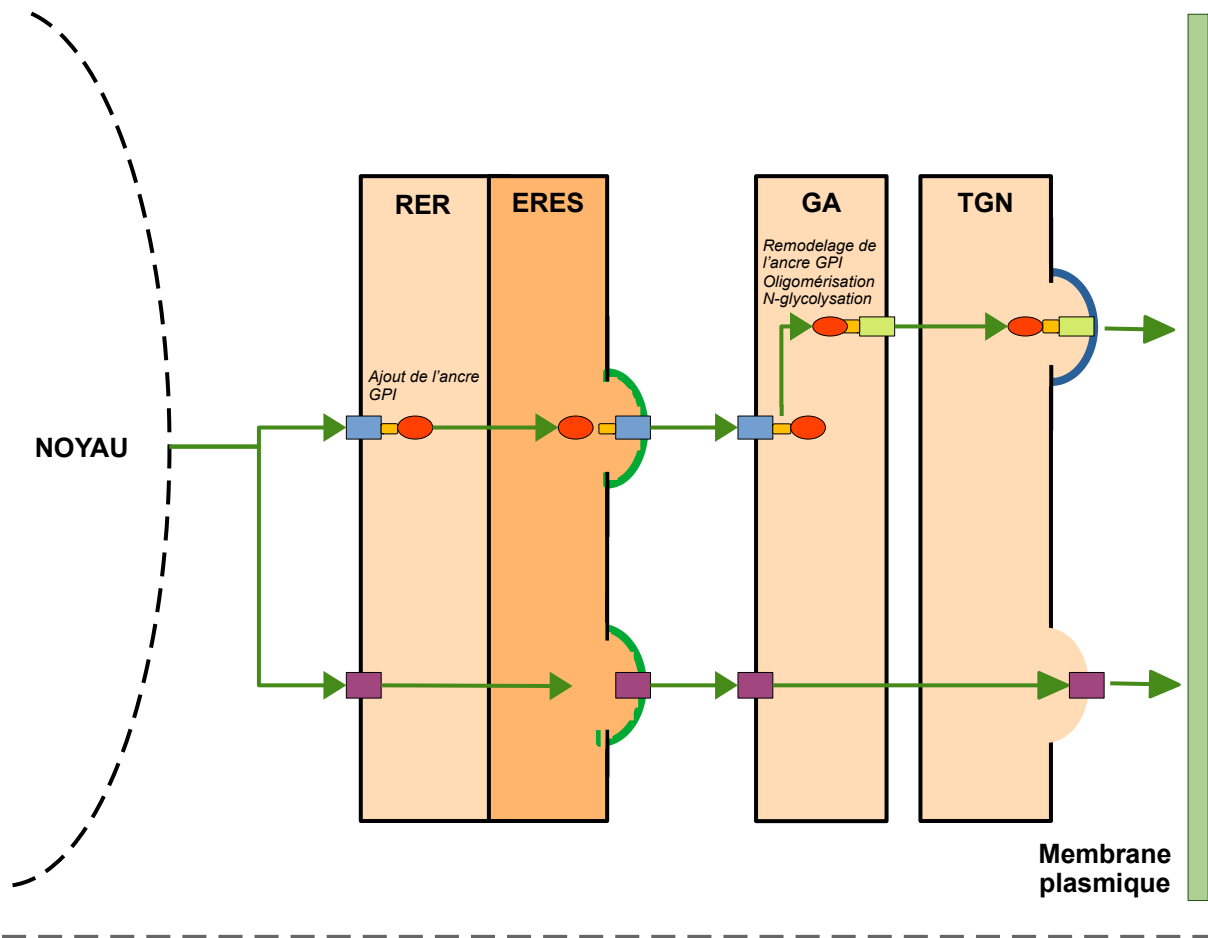 RER
ERES
GA
TGN
Remodelage de
l'ancre GPI
Oligomérisation
N-glycolysation
Ajout de l'ancre
GPI
NOYAU
Membrane
plasmique